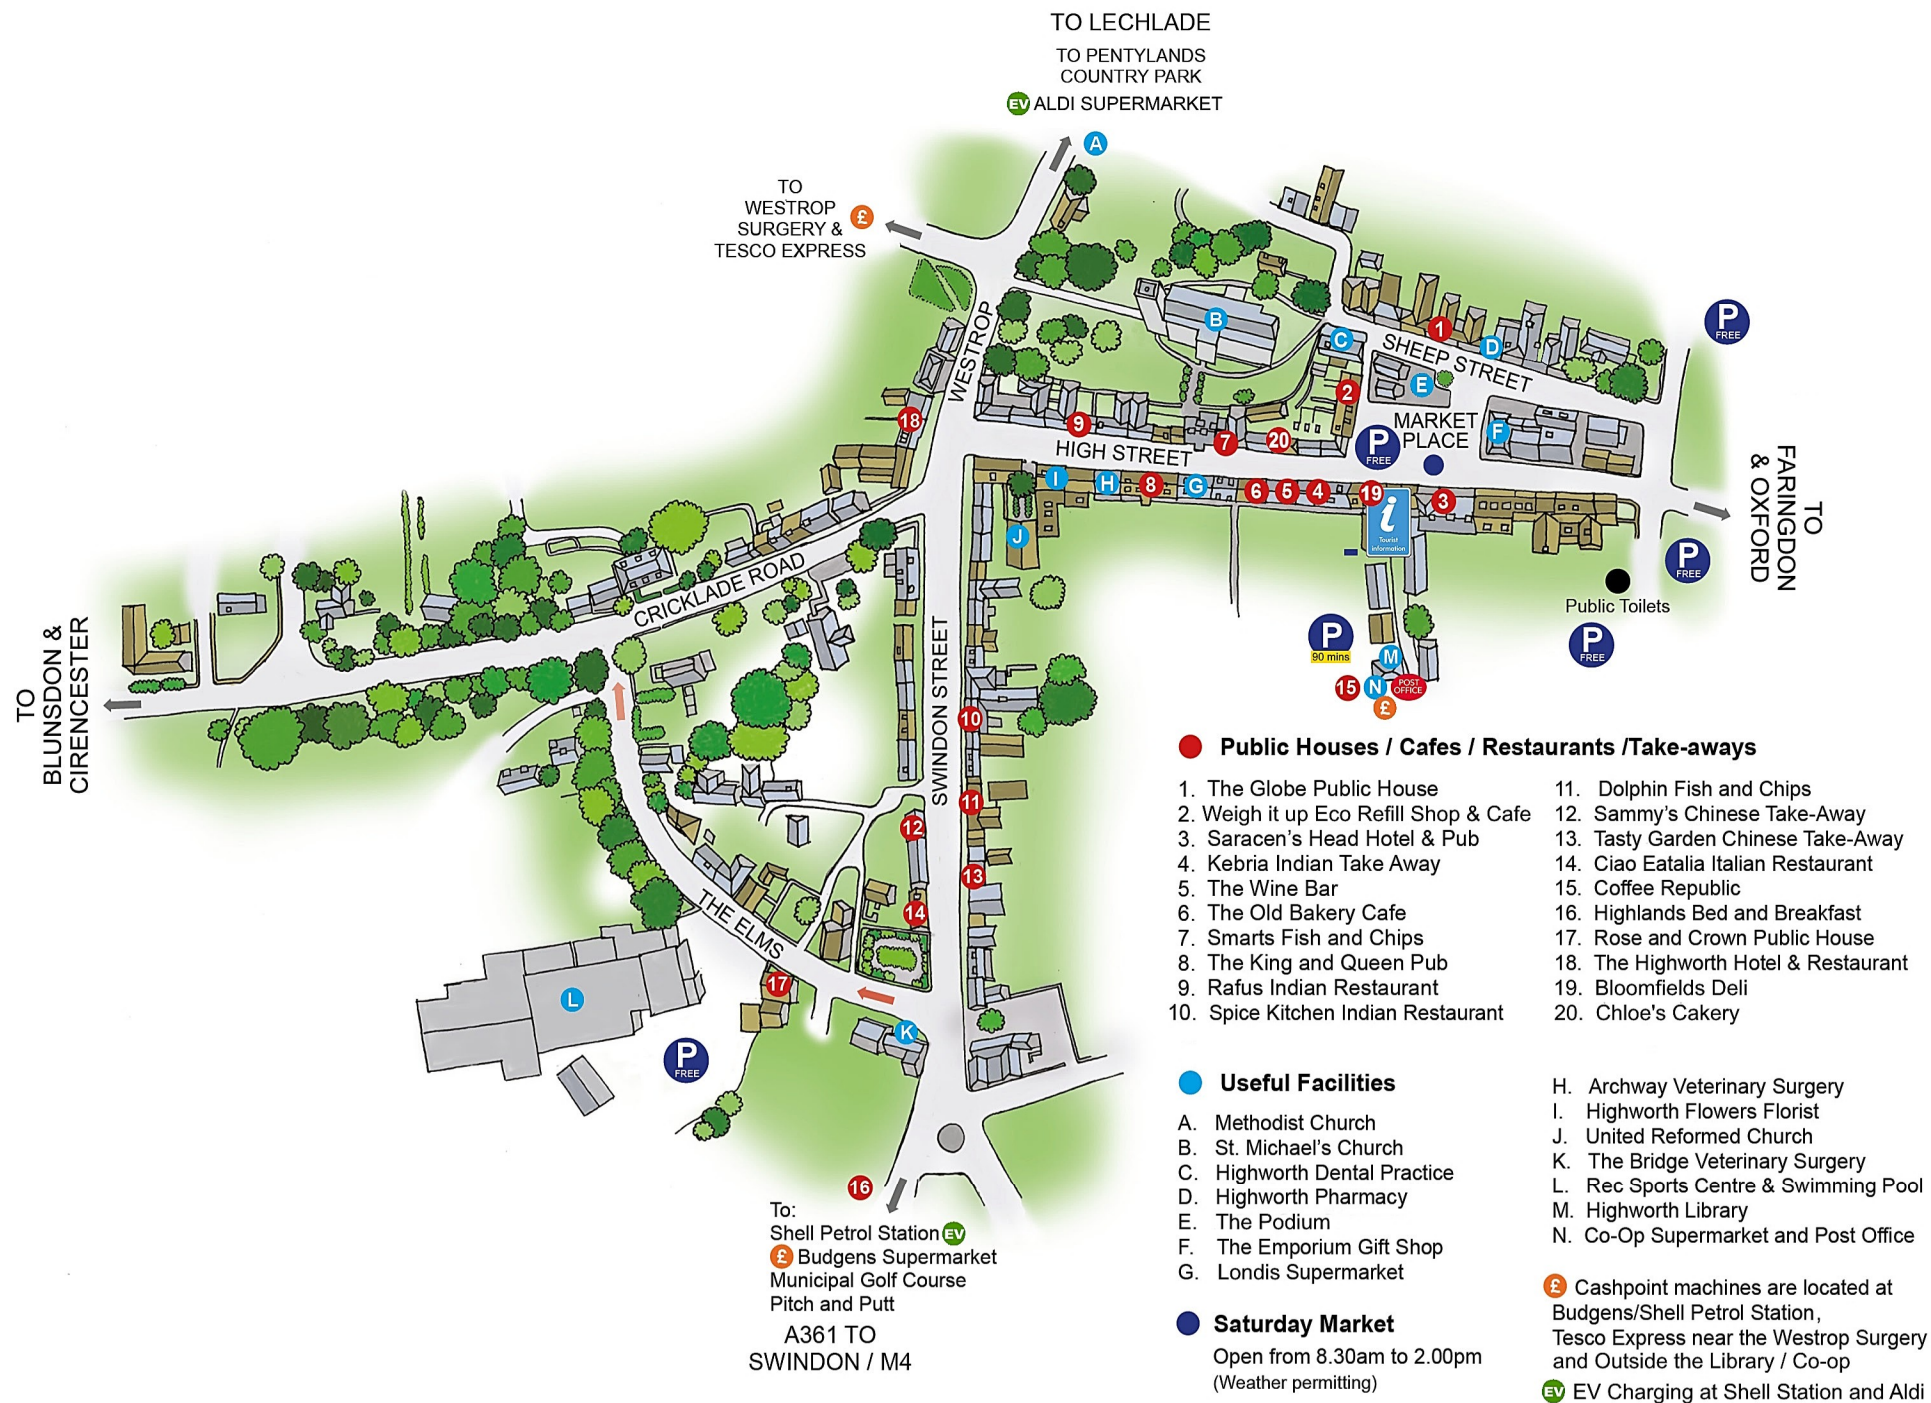 TO LECHLADE
TO PENTYLANDS
COUNTRY PARK
EV ALDI SUPERMARKET
A
TO
WESTROP
SURGERY &
TESCO EXPRESS
£
WESTROP
B
C
1
D
SHEEP STREET
E
2
MARKET
PLACE
F
P
FREE
P
FREE
18
9
7
20
HIGH STREET
I
H
8
G
6
5
4
19
3
i
Tourist
Information
J
TO
FARINGDON
& OXFORD
P
FREE
Public Toilets
P
FREE
P
90 mins
M
15
N
POST
OFFICE
£
CRICKLADE ROAD
TO
BLUNSDON &
CIRENCESTER
SWINDON STREET
10
11
12
13
14
THE ELMS
17
L
K
P
FREE
16
To:
Shell Petrol Station EV
£ Budgens Supermarket
Municipal Golf Course
Pitch and Putt
A361 TO
SWINDON / M4
Public Houses / Cafes / Restaurants /Take-aways
1. The Globe Public House
2. Weigh it up Eco Refill Shop & Cafe
3. Saracen's Head Hotel & Pub
4. Kebria Indian Take Away
5. The Wine Bar
6. The Old Bakery Cafe
7. Smarts Fish and Chips
8. The King and Queen Pub
9. Rafus Indian Restaurant
10. Spice Kitchen Indian Restaurant
11. Dolphin Fish and Chips
12. Sammy's Chinese Take-Away
13. Tasty Garden Chinese Take-Away
14. Ciao Eatalia Italian Restaurant
15. Coffee Republic
16. Highlands Bed and Breakfast
17. Rose and Crown Public House
18. The Highworth Hotel & Restaurant
19. Bloomfields Deli
20. Chloe's Cakery
Useful Facilities
A. Methodist Church
B. St. Michael's Church
C. Highworth Dental Practice
D. Highworth Pharmacy
E. The Podium
F. The Emporium Gift Shop
G. Londis Supermarket
H. Archway Veterinary Surgery
I. Highworth Flowers Florist
J. United Reformed Church
K. The Bridge Veterinary Surgery
L. Rec Sports Centre & Swimming Pool
M. Highworth Library
N. Co-Op Supermarket and Post Office
Saturday Market
Open from 8.30am to 2.00pm
(Weather permitting)
£ Cashpoint machines are located at
Budgens/Shell Petrol Station,
Tesco Express near the Westrop Surgery
and Outside the Library / Co-op
EV EV Charging at Shell Station and Aldi